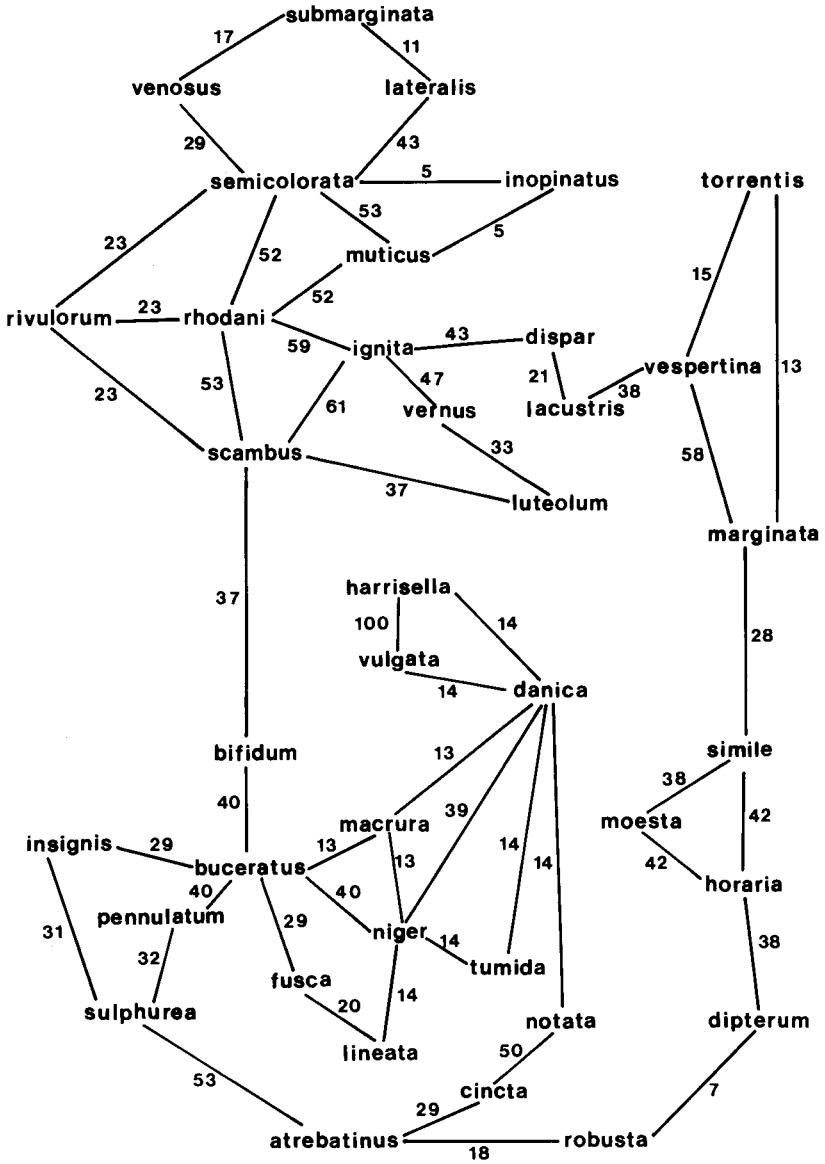 submarginata
17
11
venosus
lateralis
29
43
semicolorata
5
inopinatus
torrentis
53
5
23
52
muticus
15
52
rivulorum
23
rhodani
59
ignita
43
dispar
vespertina
13
23
53
47
21
38
61
vernus
lacustris
33
58
scambus
37
luteolum
marginata
37
harrisella
100
14
28
vulgata
14
danica
bifidum
13
simile
38
40
39
macrura
moesta
42
insignis
29
13
14
14
buceratus
13
42
horaria
40
40
pennulatum
29
31
niger
14
38
32
tumida
fusca
14
sulphurea
20
notata
dipterum
lineata
50
53
cincta
7
29
atrebatinus
18
robusta